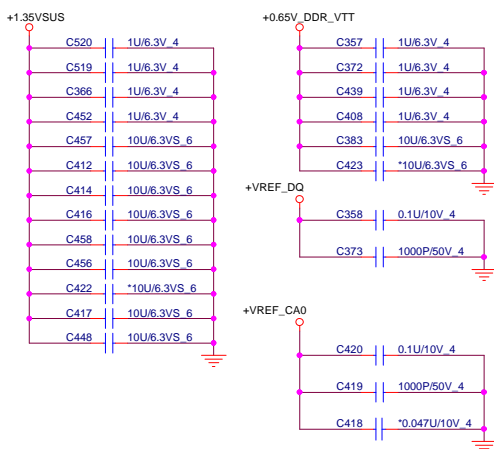 +1.35VSUS
C520 1U/6.3V_4
C519 1U/6.3V_4
C366 1U/6.3V_4
C452 1U/6.3V_4
C457 10U/6.3VS_6
C412 10U/6.3VS_6
C414 10U/6.3VS_6
C416 10U/6.3VS_6
C458 10U/6.3VS_6
C456 10U/6.3VS_6
C422 *10U/6.3VS_6
C417 10U/6.3VS_6
C448 10U/6.3VS_6
+0.65V_DDR_VTT
C357 1U/6.3V_4
C372 1U/6.3V_4
C439 1U/6.3V_4
C408 1U/6.3V_4
C383 10U/6.3VS_6
C423 *10U/6.3VS_6
+VREF_DQ
C358 0.1U/10V_4
C373 1000P/50V_4
+VREF_CA0
C420 0.1U/10V_4
C419 1000P/50V_4
C418 *0.047U/10V_4